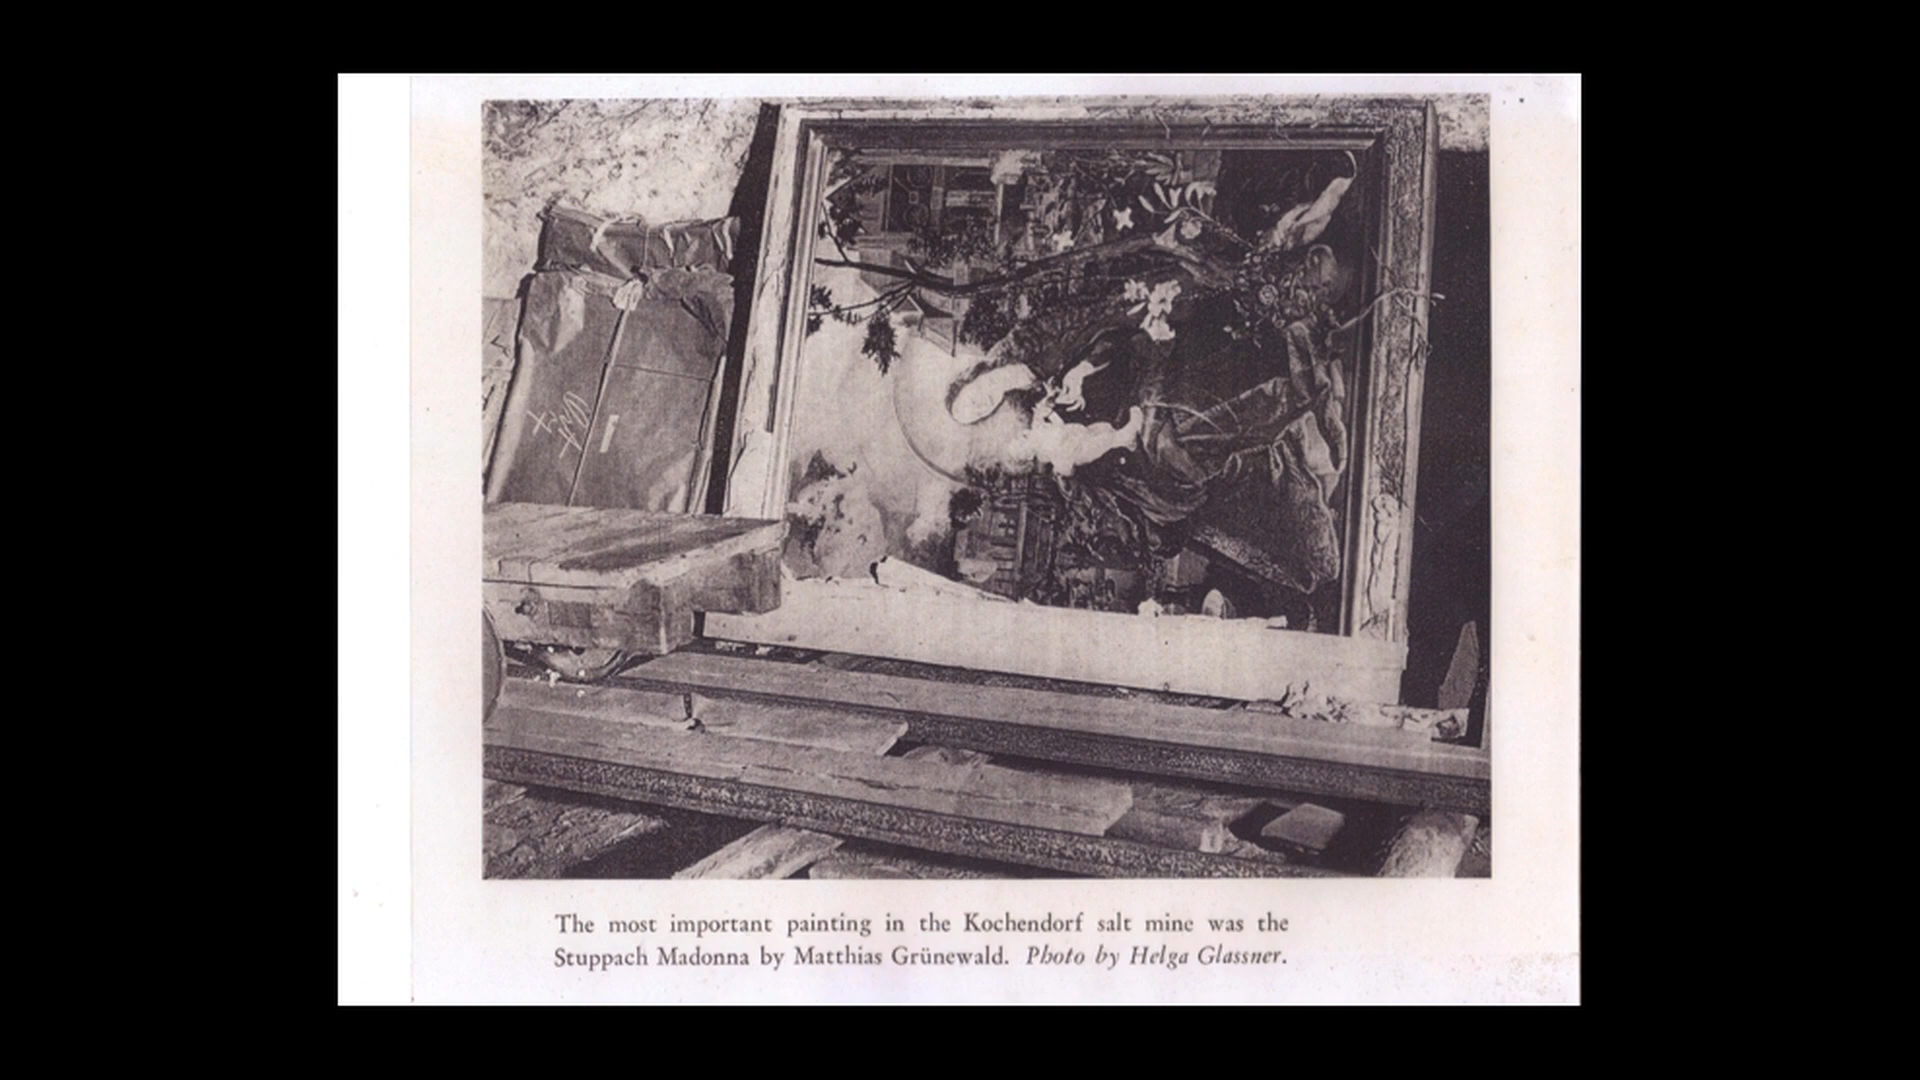 The most important painting in the Kochendorf salt mine was the
Stuppach Madonna by Matthias Grünewald. Photo by Helga Glassner.